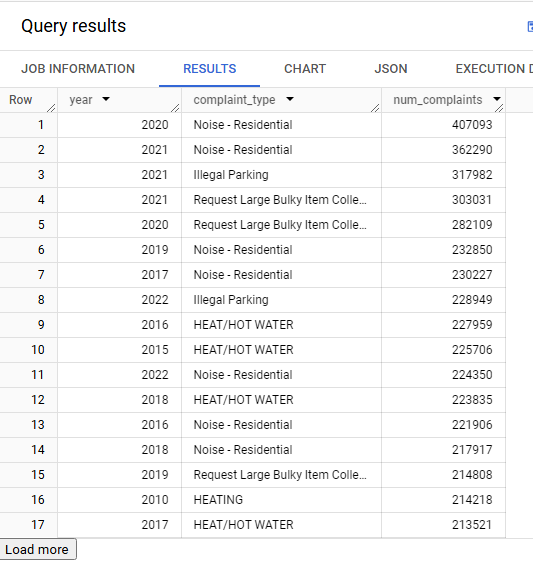 Query results
JOB INFORMATION RESULTS CHART JSON EXECUTION D
Row year complaint_type num_complaints
1 2020 Noise - Residential 407093
2 2021 Noise - Residential 362290
3 2021 Illegal Parking 317982
4 2021 Request Large Bulky Item Colle... 303031
5 2020 Request Large Bulky Item Colle... 282109
6 2019 Noise - Residential 232850
7 2017 Noise - Residential 230227
8 2022 Illegal Parking 228949
9 2016 HEAT/HOT WATER 227959
10 2015 HEAT/HOT WATER 225706
11 2022 Noise - Residential 224350
12 2018 HEAT/HOT WATER 223835
13 2016 Noise - Residential 221906
14 2018 Noise - Residential 217917
15 2019 Request Large Bulky Item Colle... 214808
16 2010 HEATING 214218
17 2017 HEAT/HOT WATER 213521
Load more